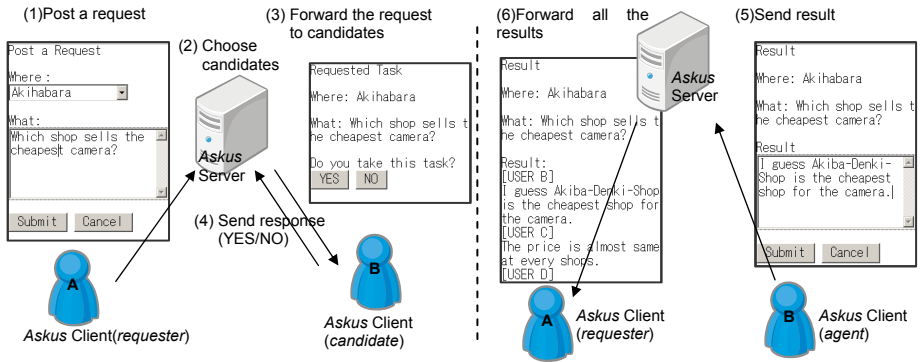 (1)Post a request
Post a Request
Where :
Akihabara
What:
Which shop sells the
cheapest camera?
Submit Cancel
A
Askus Client(requester)
(2) Choose
candidates
Askus
Server
(3) Forward the request
to candidates
Requested Task
Where: Akihabara
What: Which shop sells t
he cheapest camera?
Do you take this task?
YES NO
(4) Send response
(YES/NO)
B
Askus Client
(candidate)
(6)Forward all the
results
Result
Where: Akihabara
What: Which shop sells t
he cheapest camera?
Result:
[USER B]
I guess Akiba-Denki-Shop
is the cheapest shop for
the camera.
[USER C]
The price is almost same
at every shops.
[USER D]
A
Askus Client
(requester)
Askus
Server
(5)Send result
Result
Where: Akihabara
What: Which shop sells t
he cheapest camera?
Result
I guess Akiba-Denki-
Shop is the cheapest
shop for the camera.
Submit Cancel
B
Askus Client
(agent)